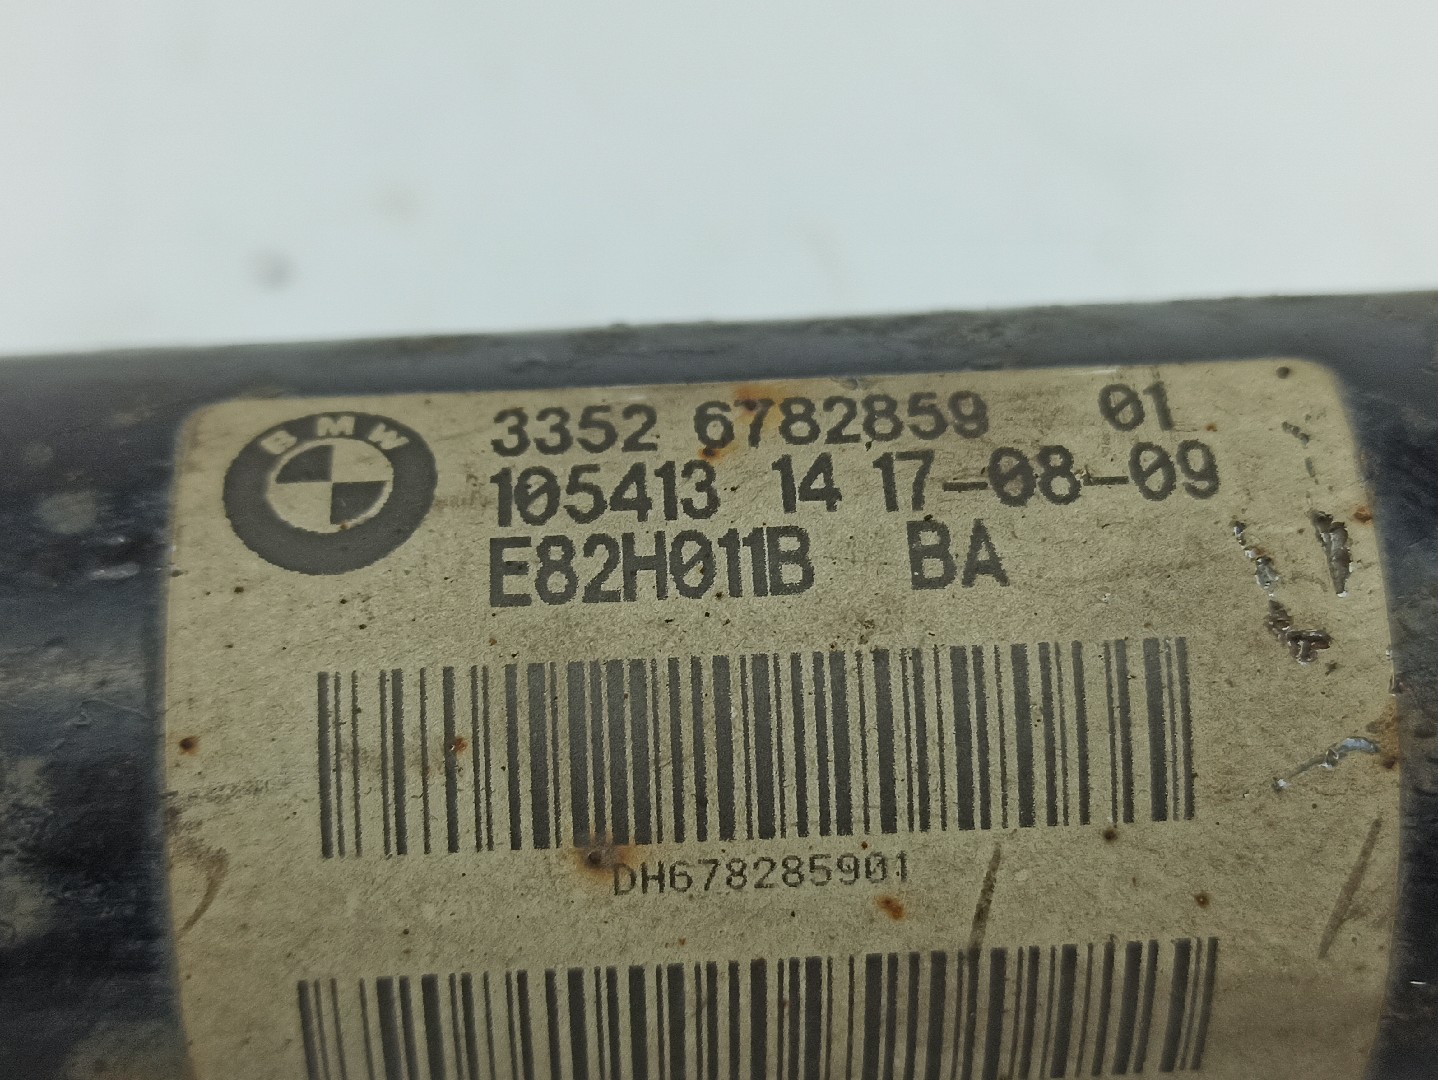 BMW
3352 6782859 01
105413 14 17-08-09
E82H011B BA
DH678285901